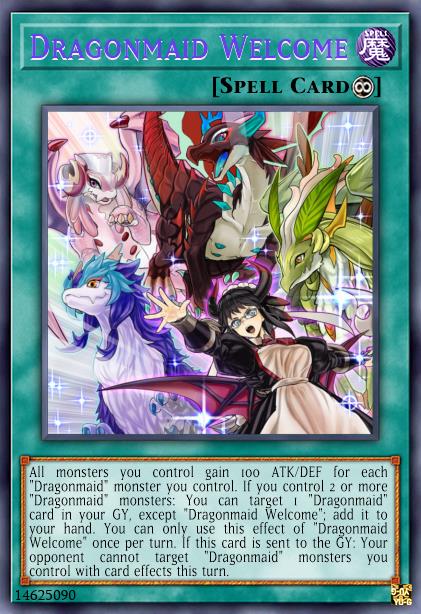 DRAGONMAID WELCOME
SPELL
魔
[SPELL CARD]
All monsters you control gain 100 ATK/DEF for each
"Dragonmaid" monster you control. If you control 2 or more
"Dragonmaid" monsters: You can target 1 "Dragonmaid"
card in your GY, except "Dragonmaid Welcome"; add it to
your hand. You can only use this effect of "Dragonmaid
Welcome" once per turn. If this card is sent to the GY: Your
opponent cannot target "Dragonmaid" monsters you
control with card effects this turn.
14625090